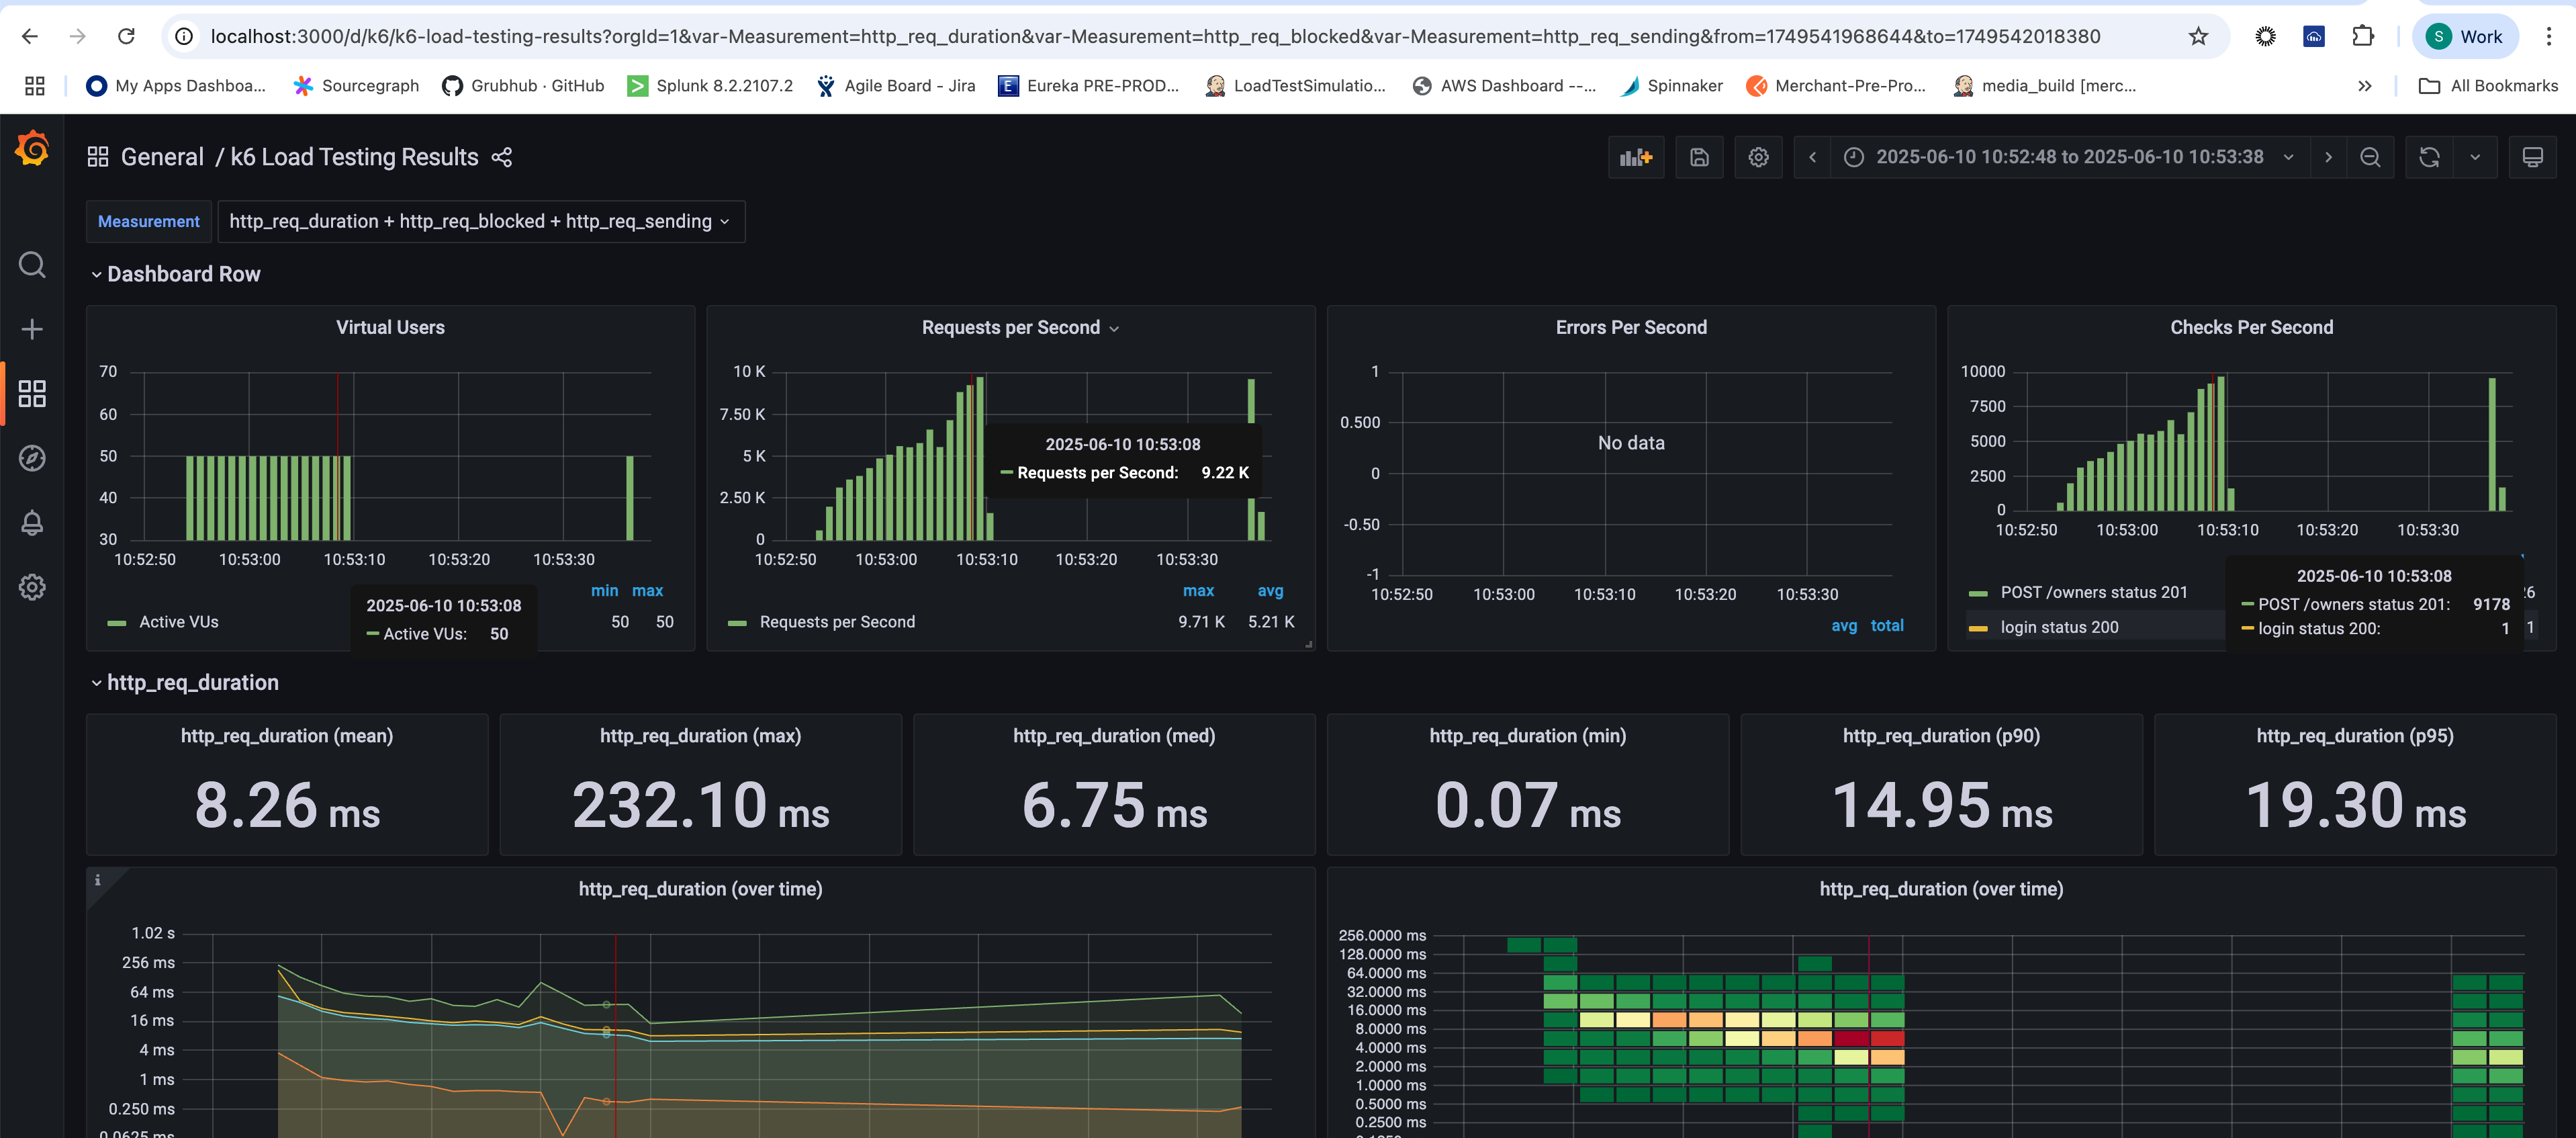 localhost:3000/d/k6/k6-load-testing-results?orgId=1&var-Measurement=http_req_duration&var-Measurement=http_req_blocked&var-Measurement=http_req_sending&from=1749541968644&to=1749542018380
S Work
My Apps Dashboa... Sourcegraph Grubhub · GitHub Splunk 8.2.2107.2 Agile Board - Jira E Eureka PRE-PROD... LoadTestSimulatio... AWS Dashboard --... Spinnaker Merchant-Pre-Pro... media_build [merc... » All Bookmarks
General / k6 Load Testing Results
2025-06-10 10:52:48 to 2025-06-10 10:53:38
Measurement http_req_duration + http_req_blocked + http_req_sending
Dashboard Row
Virtual Users
70
60
50
40
30
10:52:50 10:53:00 10:53:10 10:53:20 10:53:30
min max
Active VUs 50 50
2025-06-10 10:53:08
Active VUs: 50
Requests per Second
10 K
7.50 K
5 K
2.50 K
0
10:52:50 10:53:00 10:53:10 10:53:20 10:53:30
2025-06-10 10:53:08
Requests per Second: 9.22 K
max avg
Requests per Second 9.71 K 5.21 K
Errors Per Second
1
0.500
0
-0.50
-1
No data
10:52:50 10:53:00 10:53:10 10:53:20 10:53:30
avg total
Checks Per Second
10000
7500
5000
2500
0
10:52:50 10:53:00 10:53:10 10:53:20 10:53:30
POST /owners status 201
login status 200 1
2025-06-10 10:53:08
POST /owners status 201: 9178
login status 200: 1
http_req_duration
http_req_duration (mean)
8.26 ms
http_req_duration (max)
232.10 ms
http_req_duration (med)
6.75 ms
http_req_duration (min)
0.07 ms
http_req_duration (p90)
14.95 ms
http_req_duration (p95)
19.30 ms
i
http_req_duration (over time)
1.02 s
256 ms
64 ms
16 ms
4 ms
1 ms
0.250 ms
0.0625 ms
http_req_duration (over time)
256.0000 ms
128.0000 ms
64.0000 ms
32.0000 ms
16.0000 ms
8.0000 ms
4.0000 ms
2.0000 ms
1.0000 ms
0.5000 ms
0.2500 ms